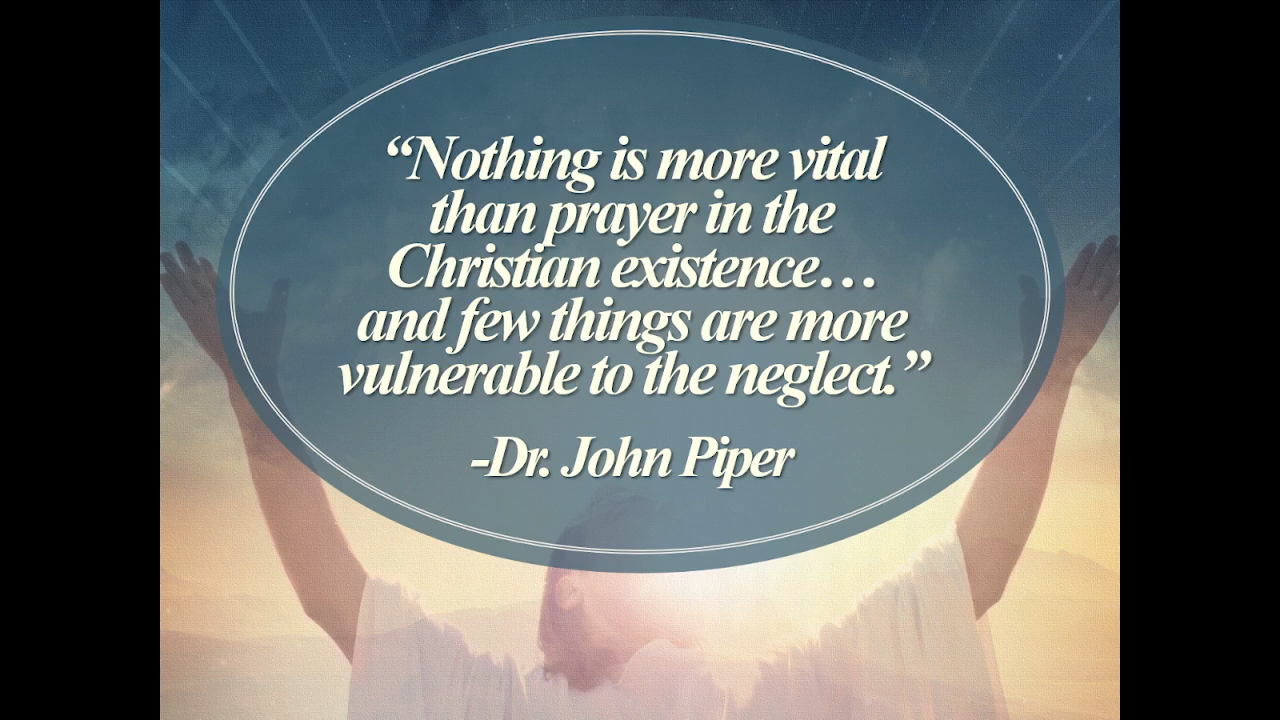 “Nothing is more vital
than prayer in the
Christian existence…
and few things are more
vulnerable to the neglect.”
-Dr. John Piper